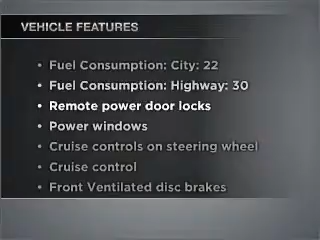 VEHICLE FEATURES
• Fuel Consumption: City: 22
• Fuel Consumption: Highway: 30
• Remote power door locks
• Power windows
• Cruise controls on steering wheel
• Cruise control
• Front Ventilated disc brakes